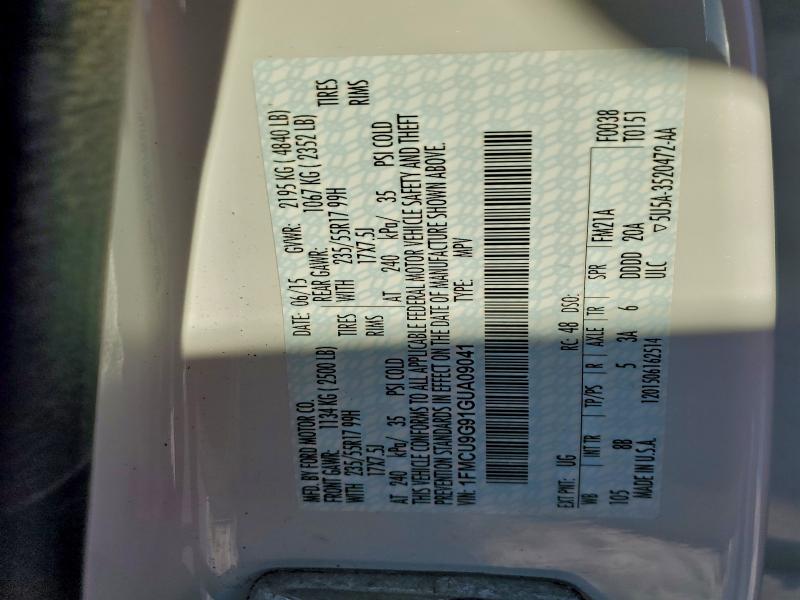 MFD. BY FORD MOTOR CO.
DATE: 06/15 GVWR: 2195 KG ( 4840 LB)
FRONT GAWR: 1134 KG ( 2500 LB) REAR GAWR: 1067 KG ( 2352 LB)
WITH 235/55R17 99H TIRES WITH 235/55R17 99H TIRES
17X7.5J RIMS 17X7.5J RIMS
AT 240 kPa/ 35 PSI COLD AT 240 kPa/ 35 PSI COLD
THIS VEHICLE CONFORMS TO ALL APPLICABLE FEDERAL MOTOR VEHICLE SAFETY AND THEFT
PREVENTION STANDARDS IN EFFECT ON THE DATE OF MANUFACTURE SHOWN ABOVE.
VIN: 1FMCU9G91GUA09041 TYPE: MPV
EXT PNT: UG RC: 48 DSO: F0038
WB INT TR TP/PS R AXLE TR SPR FM21A T0151
105 8B 5 3A 6 DDDD 20A
MADE IN U.S.A. 1201506162514 ULC ▽5U5A-3520472-AA